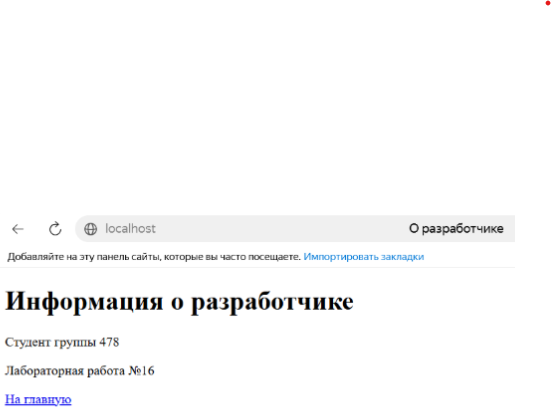 localhost О разработчике
Добавляйте на эту панель сайты, которые вы часто посещаете. Импортировать закладки
Информация о разработчике
Студент группы 478
Лабораторная работа №16
На главную